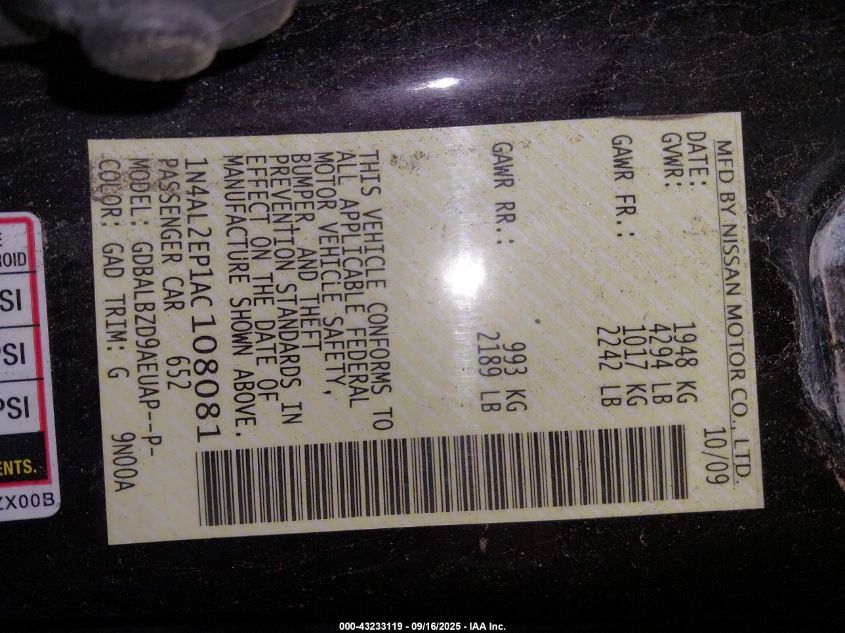 MFD BY NISSAN MOTOR CO., LTD.
DATE: 10/09
GVWR: 1948 KG
4294 LB
GAWR FR.: 1017 KG
2242 LB
GAWR RR.: 993 KG
2189 LB
THIS VEHICLE CONFORMS TO
ALL APPLICABLE FEDERAL
MOTOR VEHICLE SAFETY,
BUMPER, AND THEFT
PREVENTION STANDARDS IN
EFFECT ON THE DATE OF
MANUFACTURE SHOWN ABOVE.
1N4AL2EP1AC108081
PASSENGER CAR 652
MODEL: GDBALBZD9AEUAP--P-
COLOR: GAD TRIM: G 9N00A
E
ROID
SI
PSI
PSI
ENTS.
ZX00B
000-43233119 - 09/16/2025 - IAA Inc.